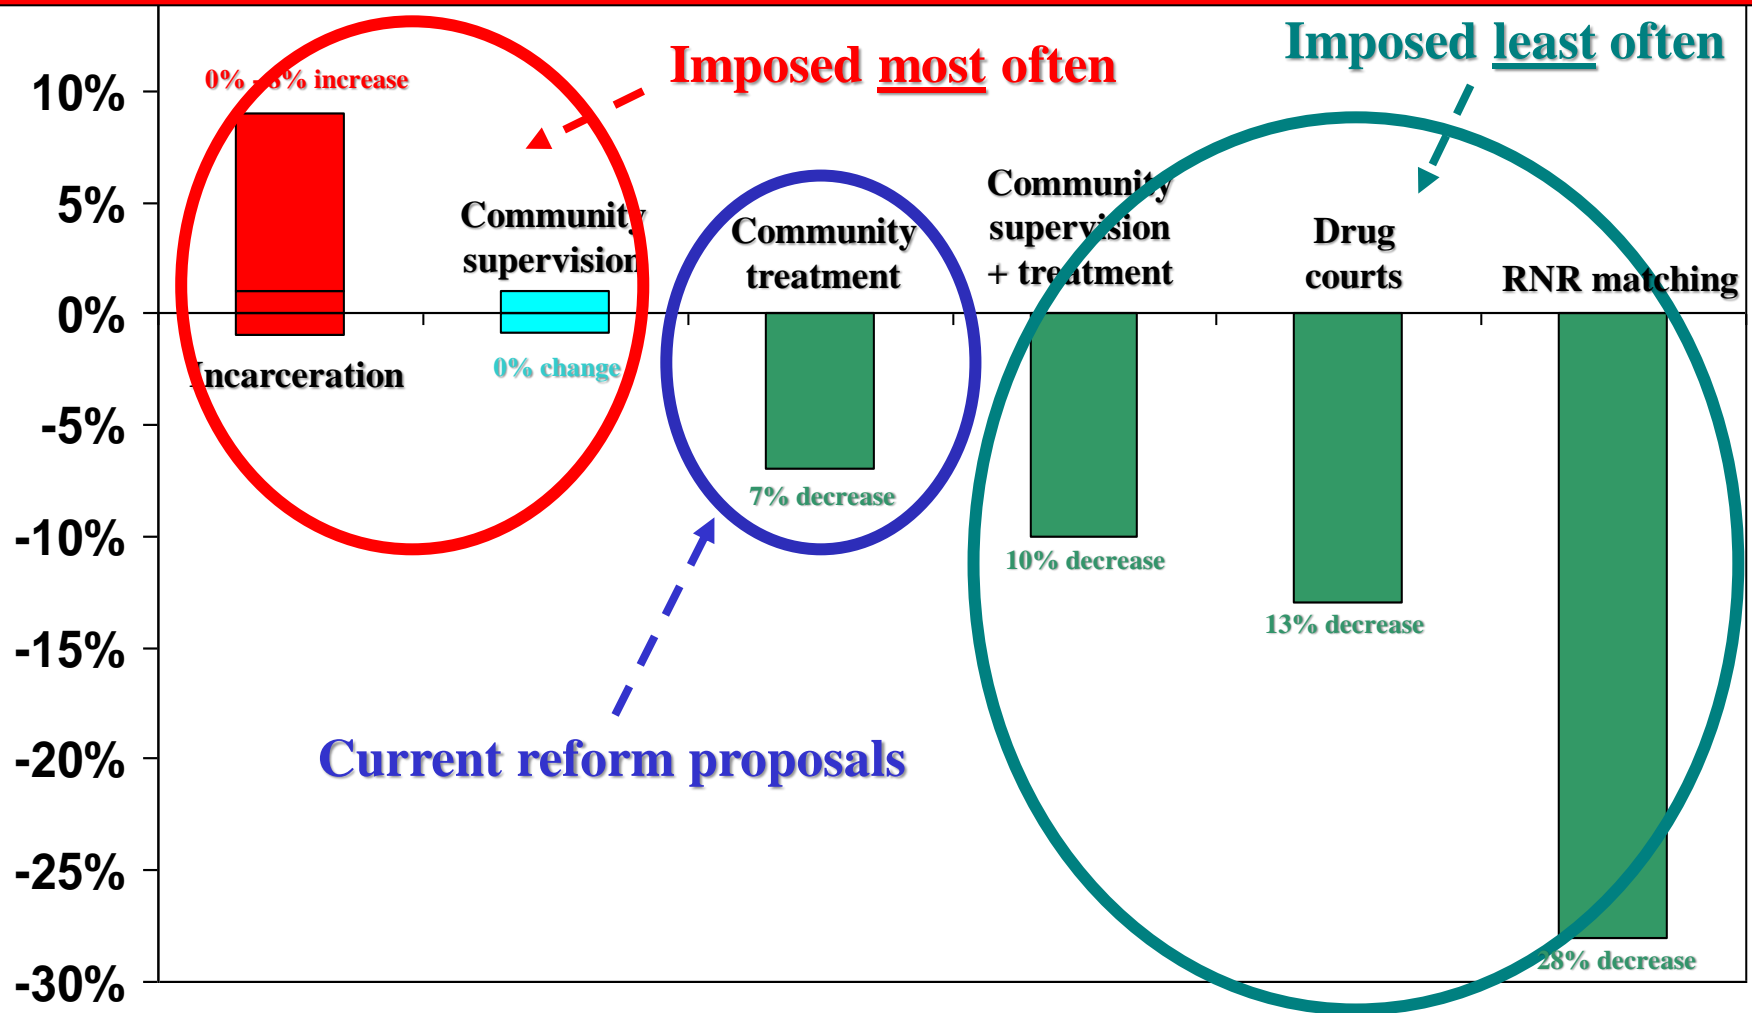 Imposed least often
Imposed most often
10%
5%
0%
-5%
-10%
-15%
-20%
-25%
-30%
0% - 8% increase
Incarceration
Community
supervision
0% change
Community
treatment
7% decrease
Community
supervision
+ treatment
10% decrease
Drug
courts
13% decrease
RNR matching
28% decrease
Current reform proposals